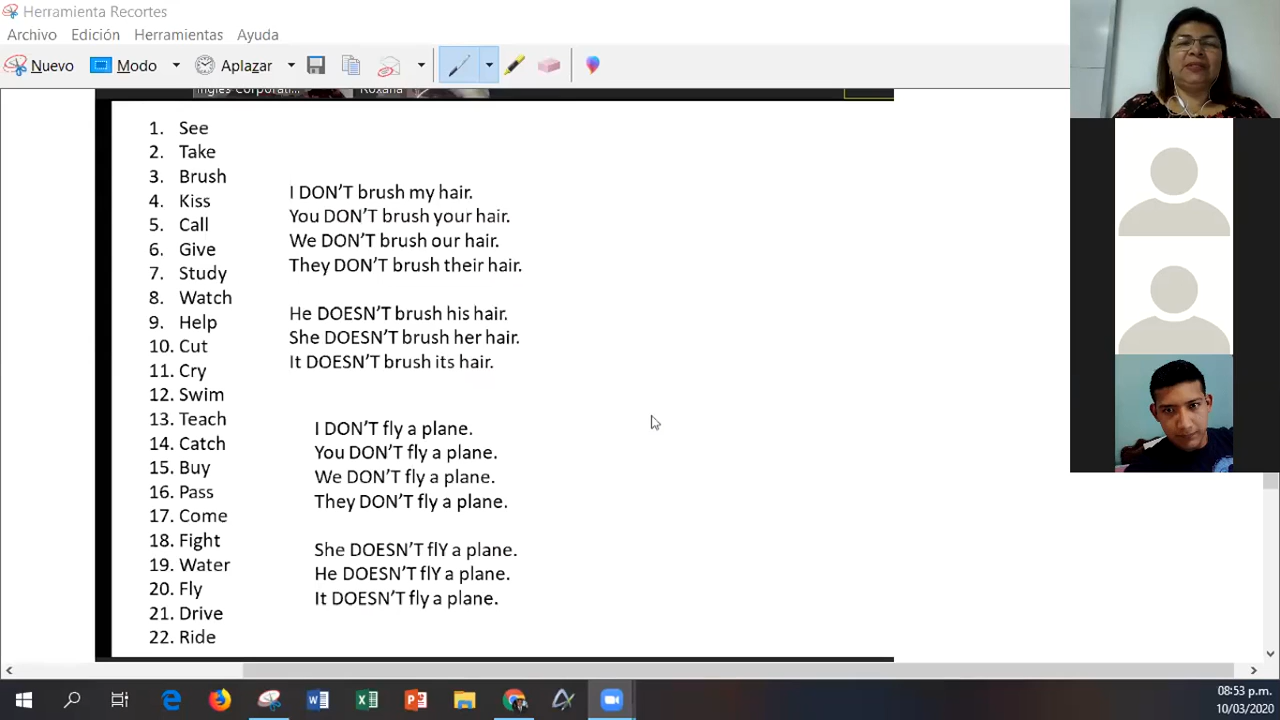 Herramienta Recortes
Archivo Edición Herramientas Ayuda
Nuevo Modo Aplazar
Roxana
1. See
2. Take
3. Brush
4. Kiss
5. Call
6. Give
7. Study
8. Watch
9. Help
10. Cut
11. Cry
12. Swim
13. Teach
14. Catch
15. Buy
16. Pass
17. Come
18. Fight
19. Water
20. Fly
21. Drive
22. Ride
I DON'T brush my hair.
You DON'T brush your hair.
We DON'T brush our hair.
They DON'T brush their hair.
He DOESN'T brush his hair.
She DOESN'T brush her hair.
It DOESN'T brush its hair.
I DON'T fly a plane.
You DON'T fly a plane.
We DON'T fly a plane.
They DON'T fly a plane.
She DOESN'T flY a plane.
He DOESN'T flY a plane.
It DOESN'T fly a plane.
08:53 p.m.
10/03/2020